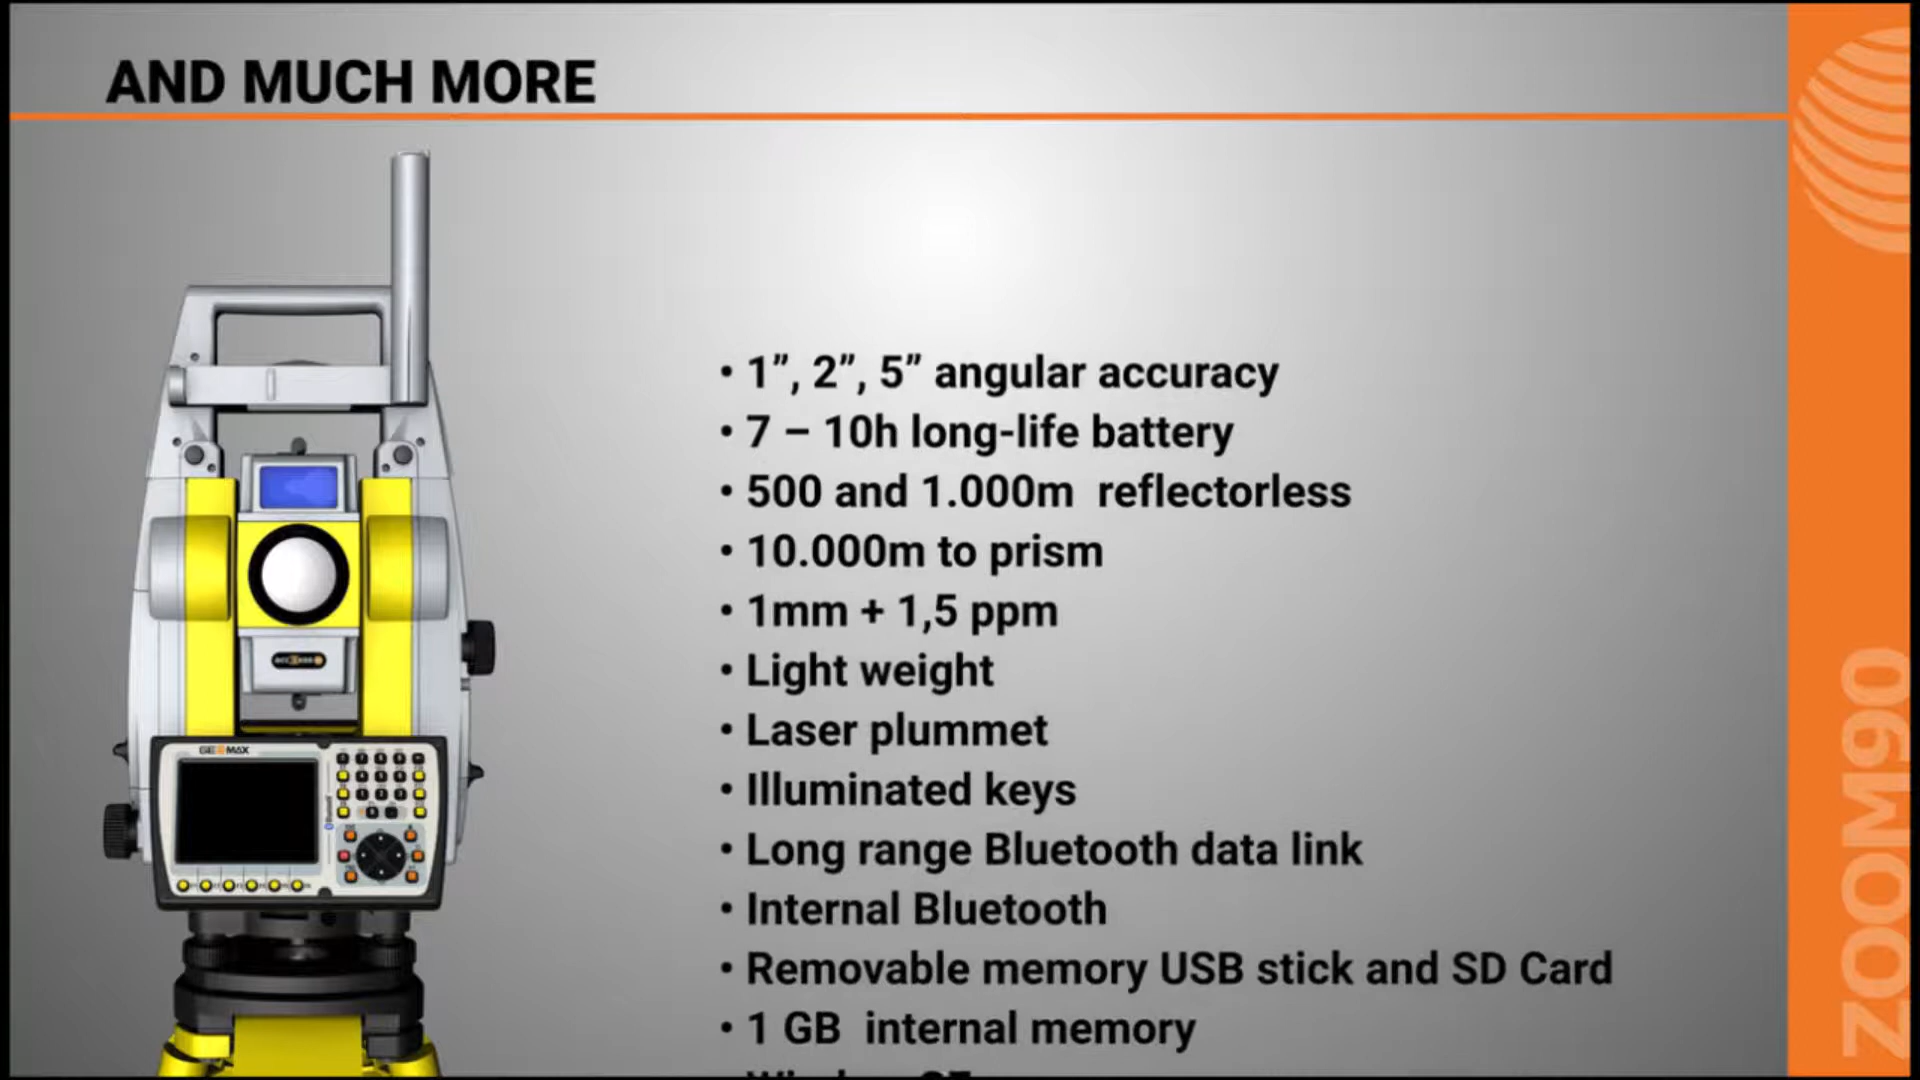 AND MUCH MORE
• 1”, 2”, 5” angular accuracy
• 7 – 10h long-life battery
• 500 and 1.000m  reflectorless
• 10.000m to prism
• 1mm + 1,5 ppm
• Light weight
• Laser plummet
• Illuminated keys
• Long range Bluetooth data link
• Internal Bluetooth
• Removable memory USB stick and SD Card
• 1 GB  internal memory
ZOOM90
GEOMAX